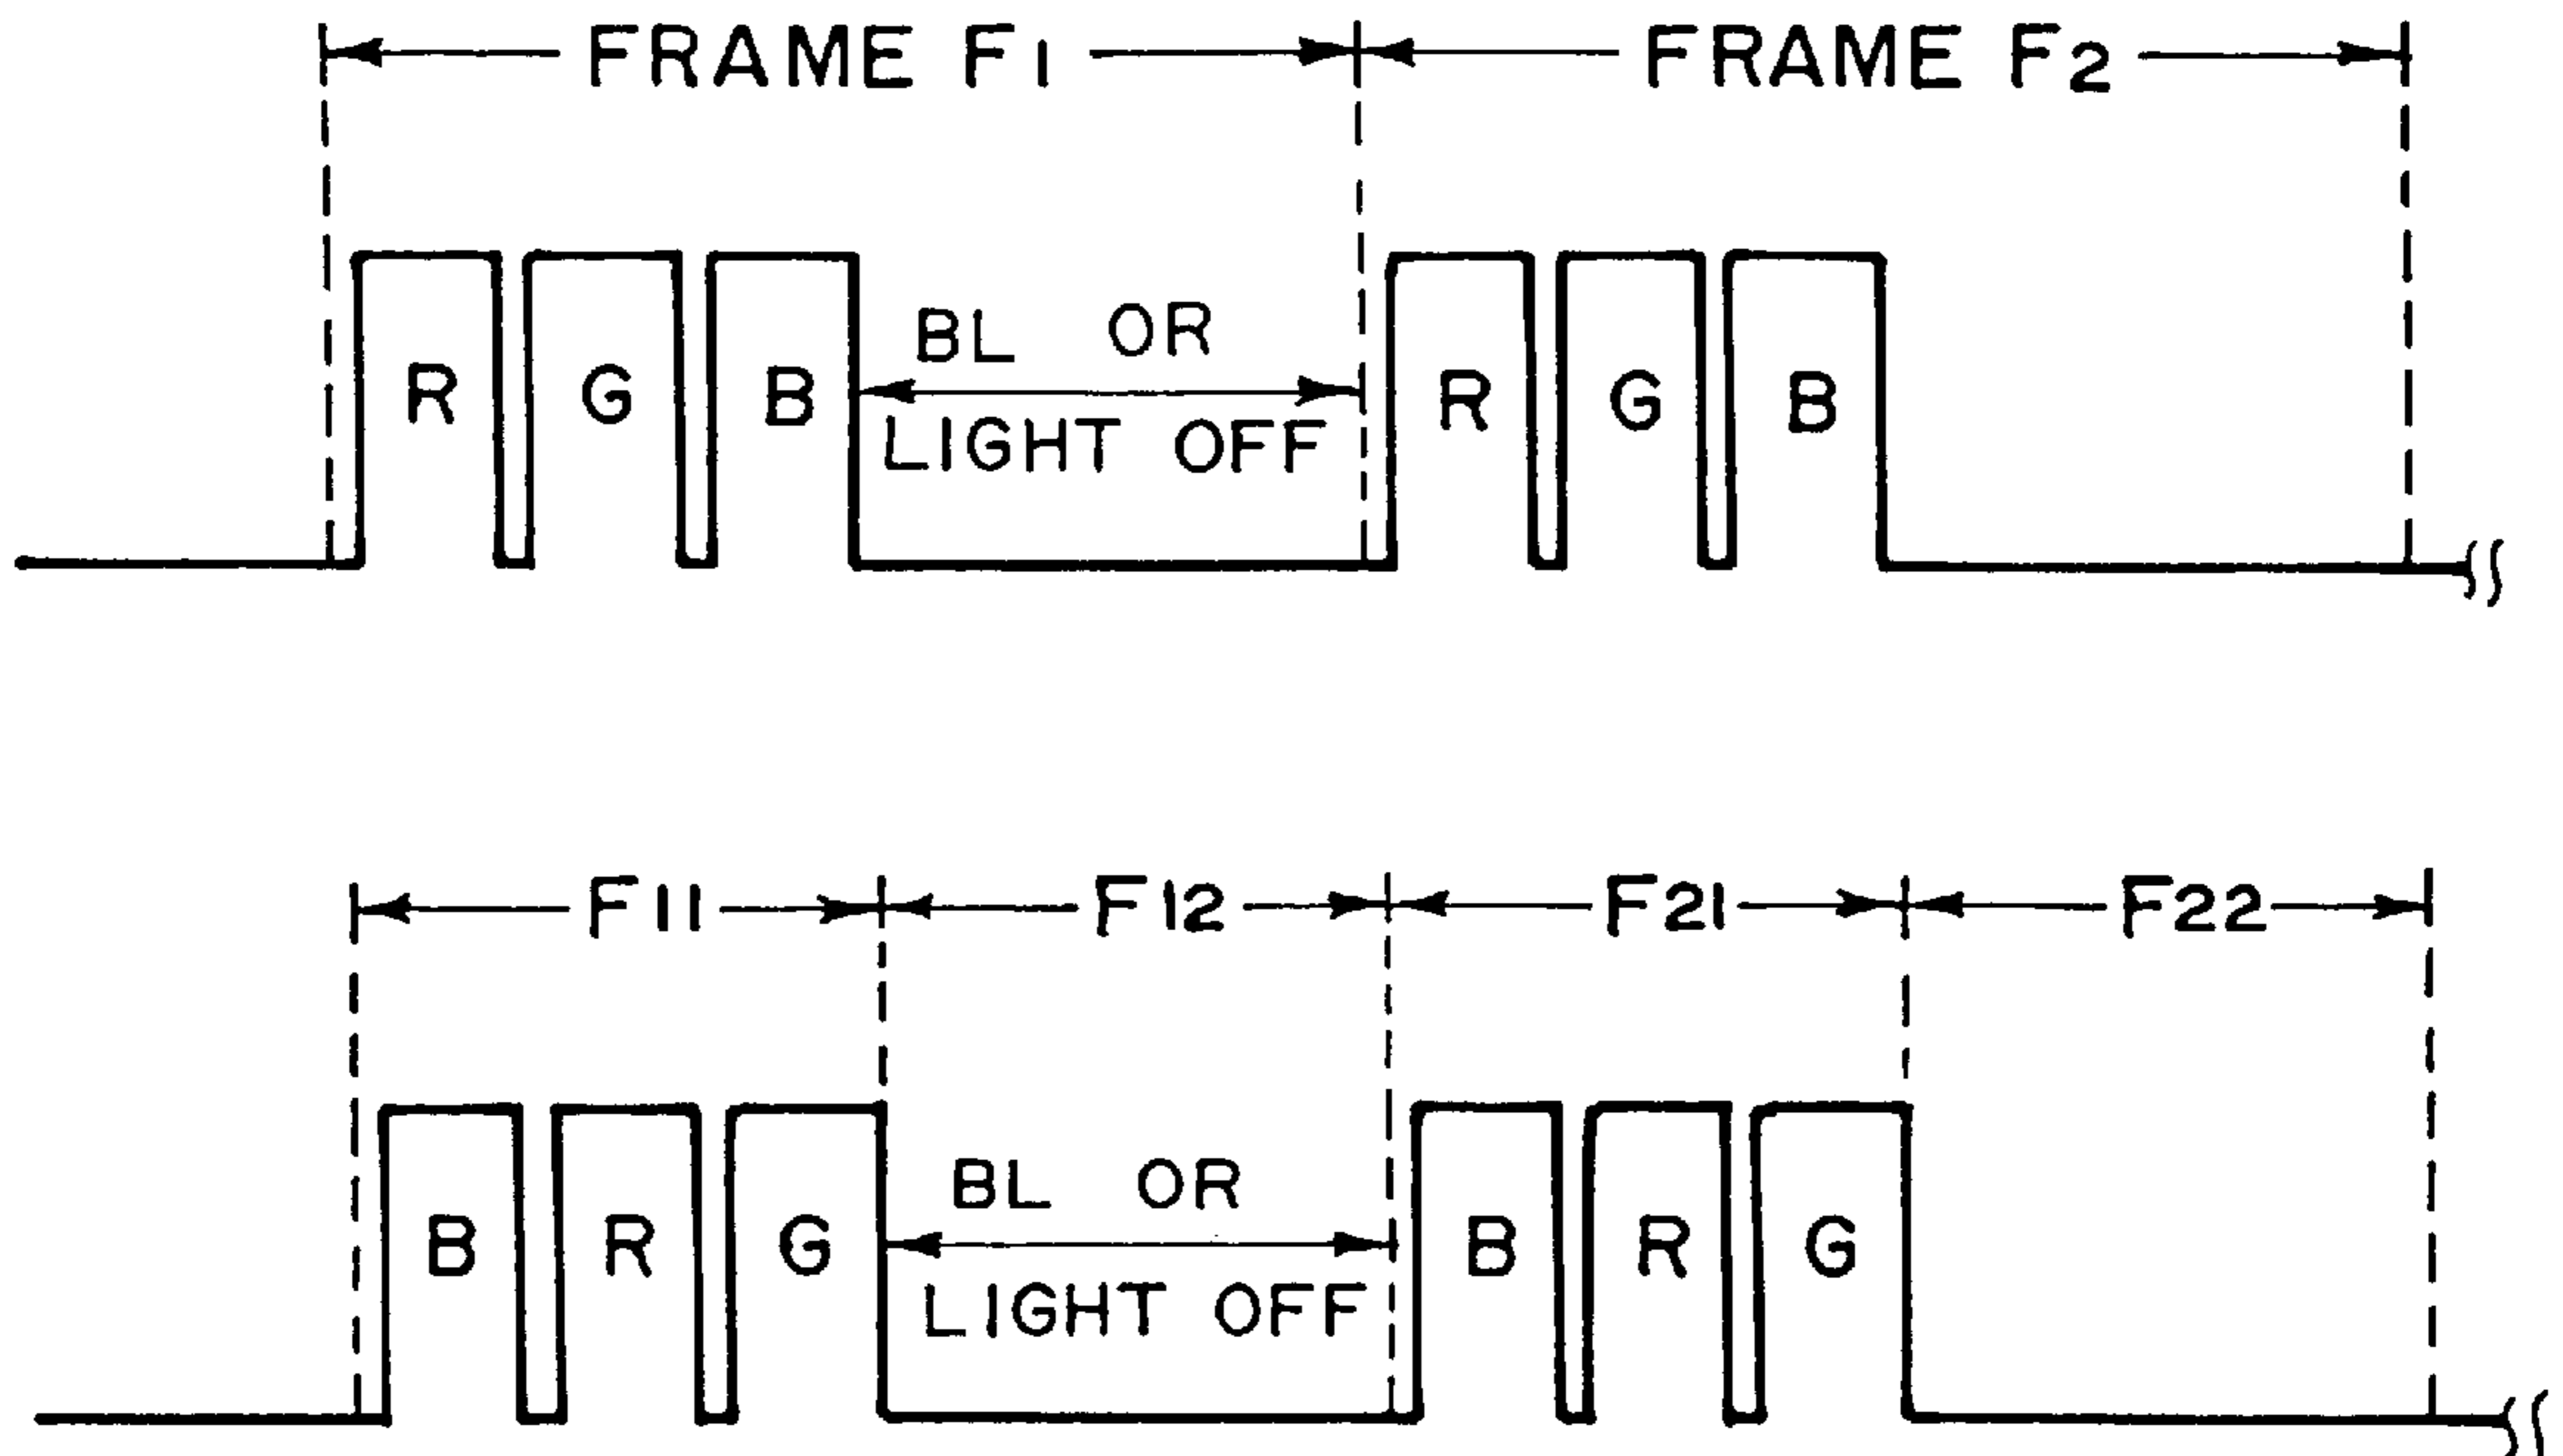 FRAME F1 FRAME F2
BL OR
R G B R G B
LIGHT OFF
F11 F12 F21 F22
BL OR
B R G B R G
LIGHT OFF